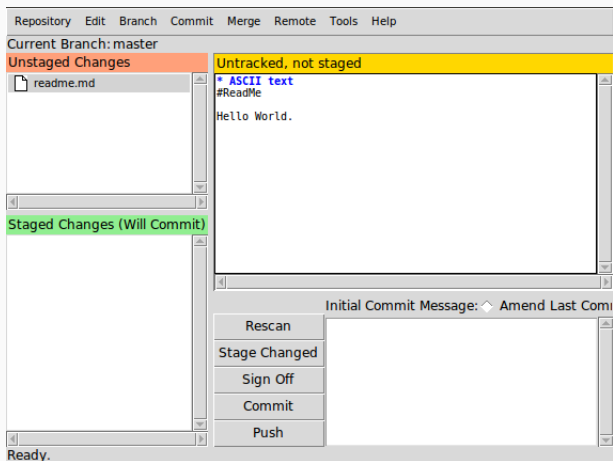 Repository Edit Branch Commit Merge Remote Tools Help
Current Branch: master
Unstaged Changes
readme.md
Untracked, not staged
* ASCII text
#ReadMe
Hello World.
Staged Changes (Will Commit)
Initial Commit Message: Amend Last Com
Rescan
Stage Changed
Sign Off
Commit
Push
Ready.